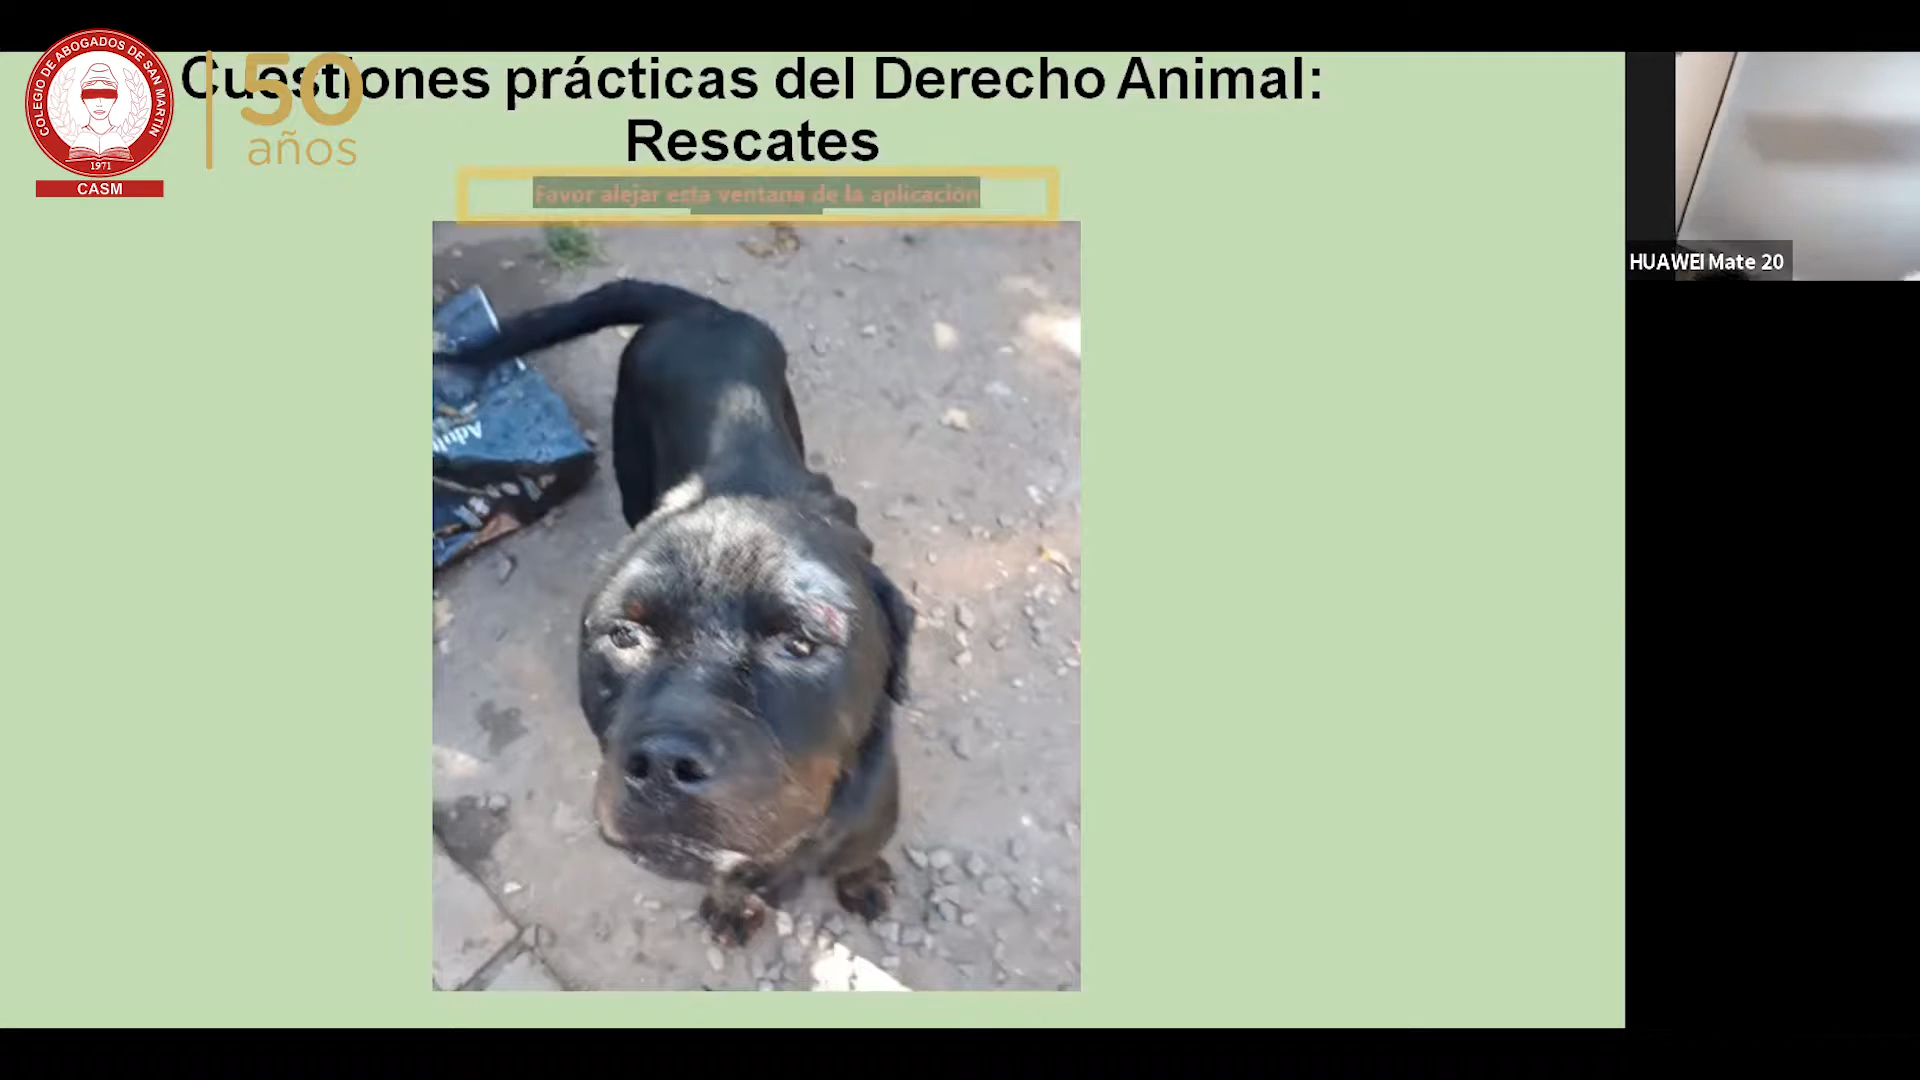 COLEGIO DE ABOGADOS DE SAN MARTIN
1971
CASM
50
años
Cuestiones prácticas del Derecho Animal:
Rescates
Favor alejar esta ventana de la aplicación
HUAWEI Mate 20
Adul